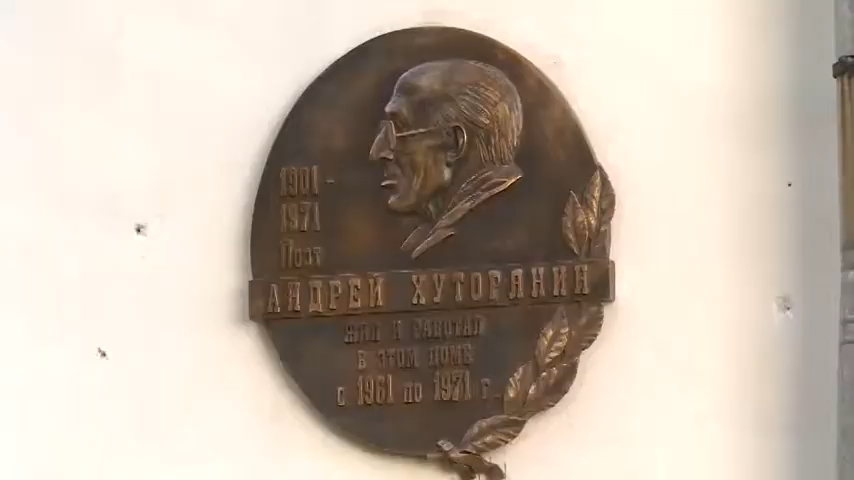 1901 -
1971
Поэт
АНДРЕЙ ХУТОРЯНИН
ЖИЛ И РАБОТАЛ
В ЭТОМ ДОМЕ
с 1961 по 1971 г.